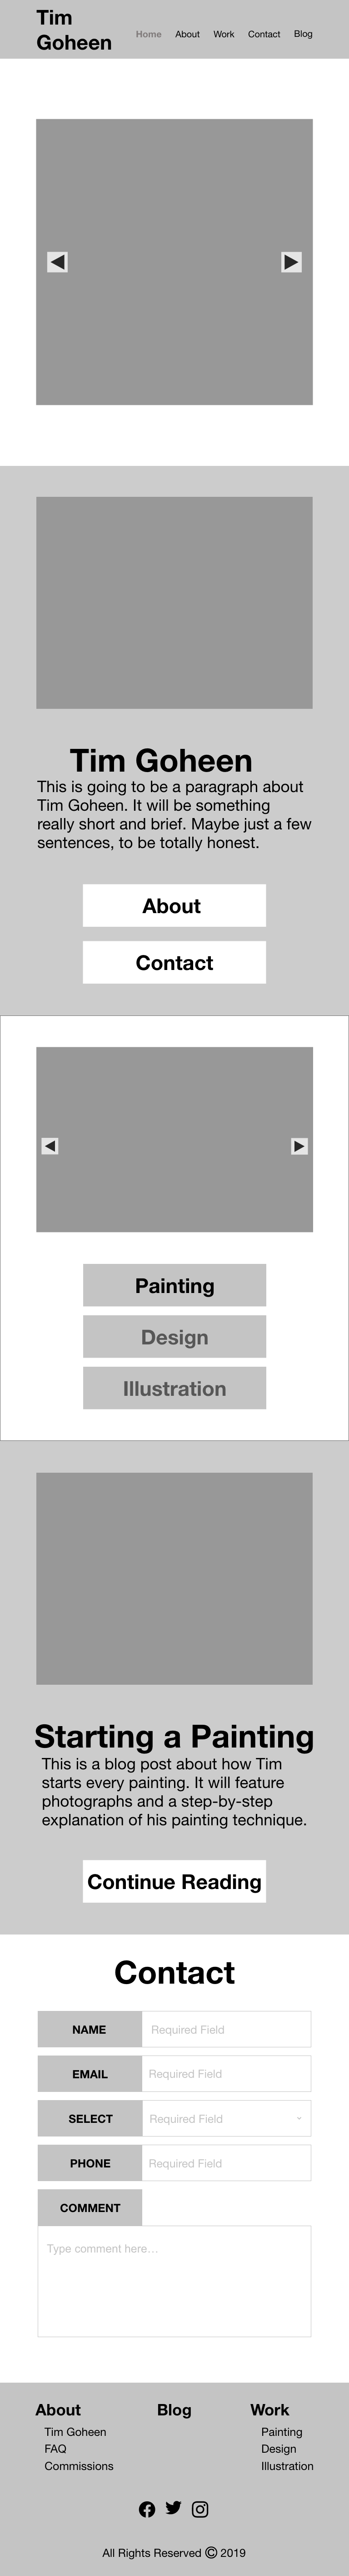 Tim
Goheen
Home About Work Contact Blog
Tim Goheen
This is going to be a paragraph about
Tim Goheen. It will be something
really short and brief. Maybe just a few
sentences, to be totally honest.
About
Contact
Painting
Design
Illustration
Starting a Painting
This is a blog post about how Tim
starts every painting. It will feature
photographs and a step-by-step
explanation of his painting technique.
Continue Reading
Contact
NAME Required Field
EMAIL Required Field
SELECT Required Field
PHONE Required Field
COMMENT
Type comment here...
About Blog Work
Tim Goheen Painting
FAQ Design
Commissions Illustration
All Rights Reserved © 2019